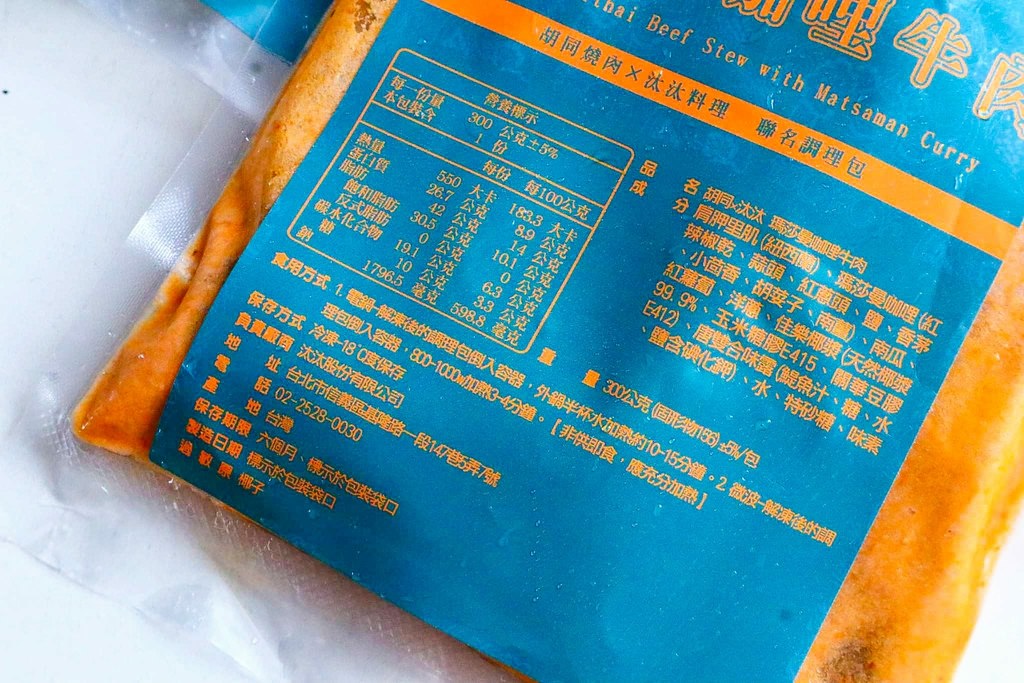 咖哩牛肉
thai Beef Stew with Matsaman Curry
胡同燒肉×汰汰料理 聯名調理包
營養標示
每一份量 300 公克±5%
本包裝含 1 份
每份 每100公克
熱量 550 大卡 183.3 大卡
蛋白質 26.7 公克 8.9 公克
脂肪 42 公克 14 公克
飽和脂肪 30.5 公克 10.1 公克
反式脂肪 0 公克 0 公克
碳水化合物 19.1 公克 6.3 公克
糖 10 公克 3.3 公克
鈉 1796.5 毫克 598.8 毫克
品名 胡同x汰汰 瑪莎曼咖哩牛肉
成分 肩胛里肌(紐西蘭)、瑪莎曼咖哩(紅
辣椒乾、蒜頭、紅蔥頭、鹽、香茅
、小茴香、胡荽子、南薑)、南瓜、
紅蘿蔔、洋蔥、佳樂椰漿(天然椰漿
99.9%、玉米糖膠E415、關華豆膠
E412)、唐雙合味露(鯷魚汁、糖、水
、鹽含碘化鉀)、水、特砂糖、味素
重量 300公克(固形物156)±5%/包
食用方式 1.電鍋-解凍後的調理包倒入容器,外鍋半杯水加熱約10-15分鐘。2.微波-解凍後的調
理包倒入容器,800-1000w加熱3-4分鐘。【非供即食,應充分加熱】
保存方式 冷凍-18℃度保存
負責廠商 汰汰股份有限公司
地址 台北市信義區基隆路一段147巷5弄7號
電話 02-2528-0030
產地 台灣
保存期限 六個月、標示於包裝袋口
製造日期 標示於包裝袋口
過敏原 椰子